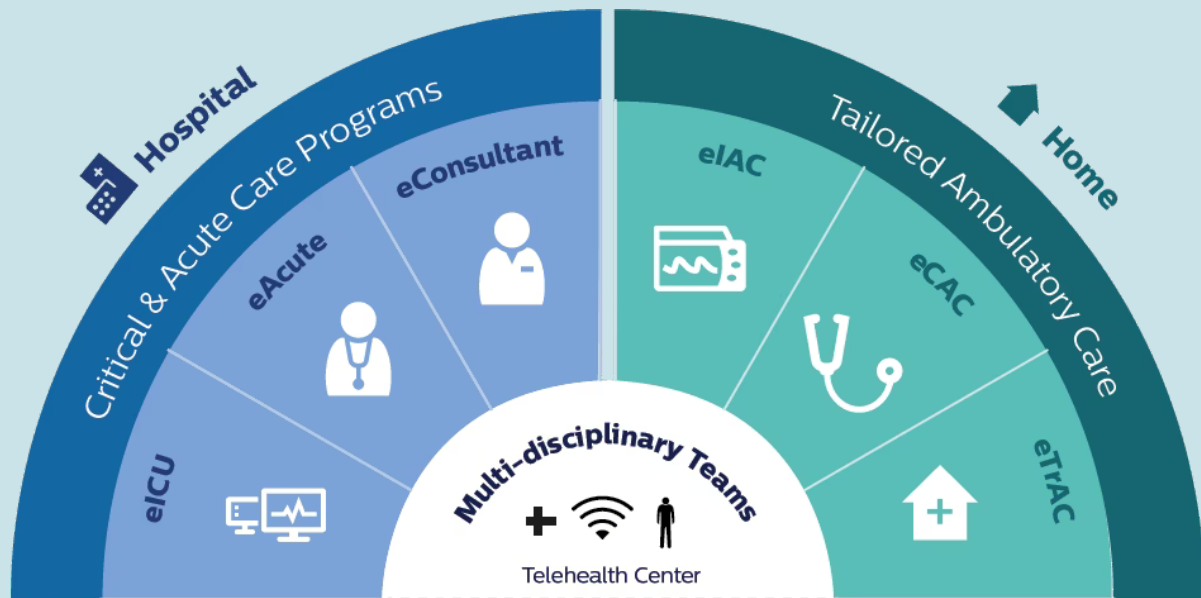 Hospital
Critical & Acute Care Programs
eICU
eAcute
eConsultant
Home
Tailored Ambulatory Care
eIAC
eCAC
eTrAC
Multi-disciplinary Teams
Telehealth Center